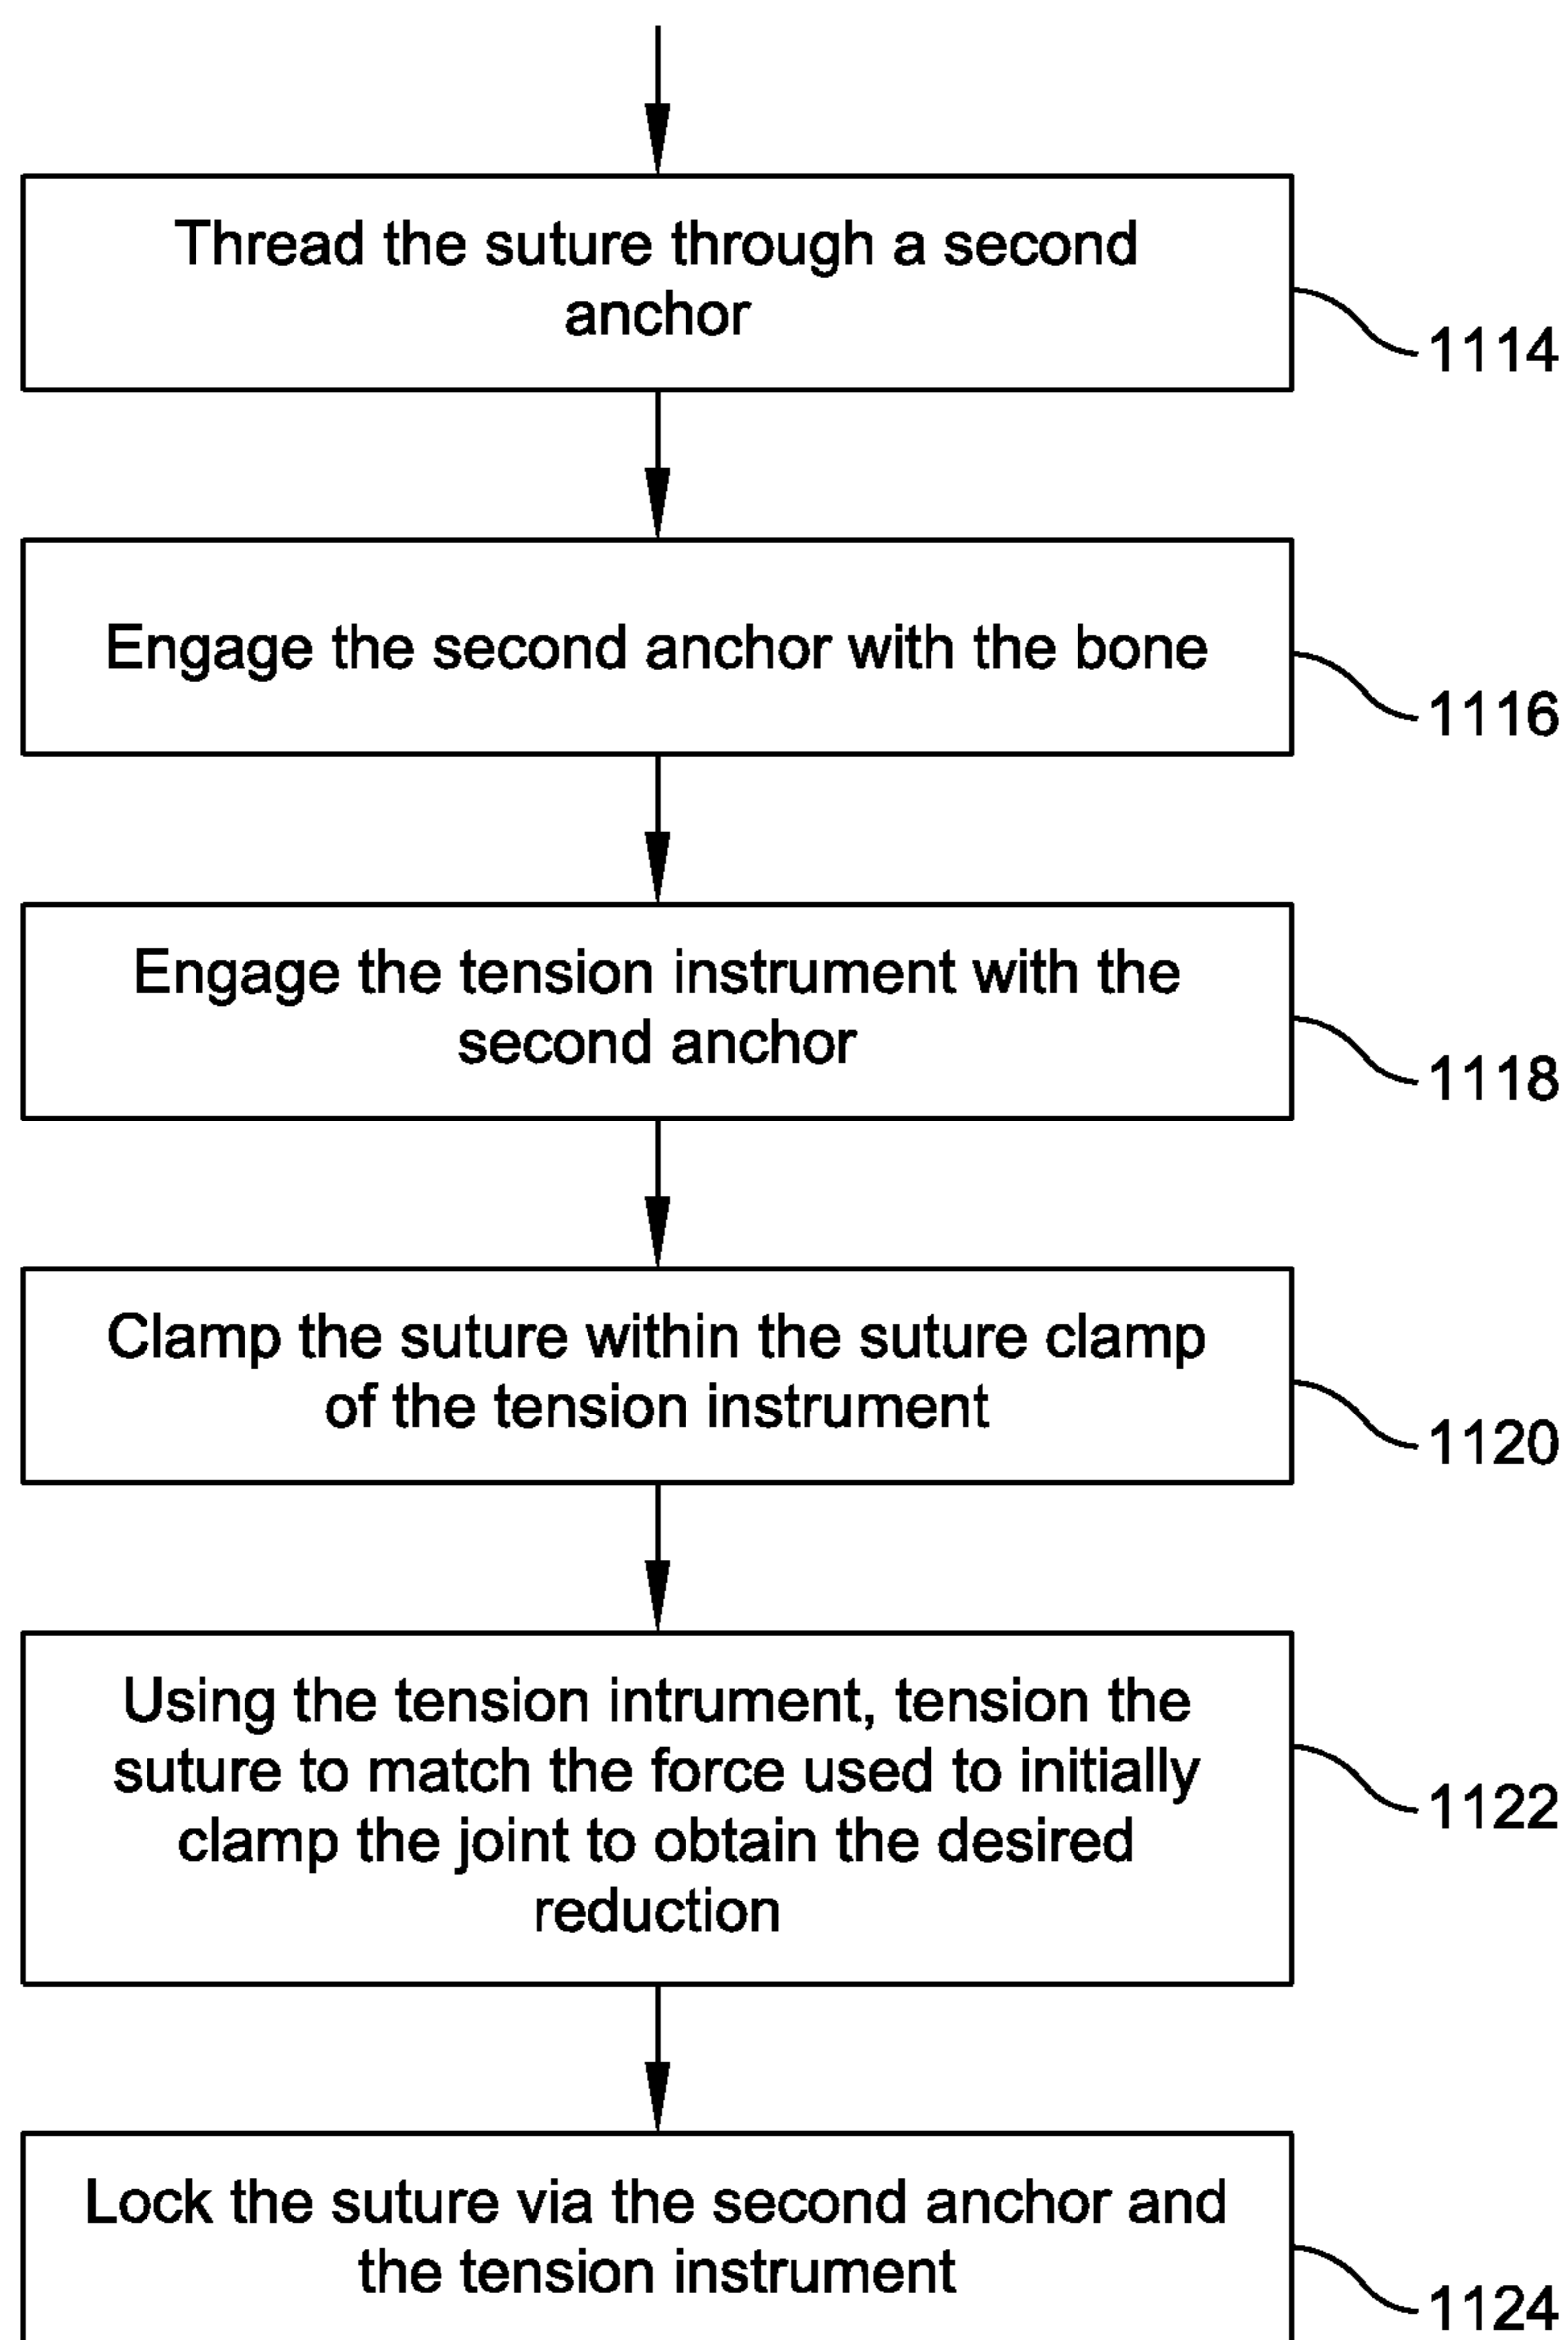 Thread the suture through a second
anchor
1114
Engage the second anchor with the bone
1116
Engage the tension instrument with the
second anchor
1118
Clamp the suture within the suture clamp
of the tension instrument
1120
Using the tension intrument, tension the
suture to match the force used to initially
clamp the joint to obtain the desired
reduction
1122
Lock the suture via the second anchor and
the tension instrument
1124